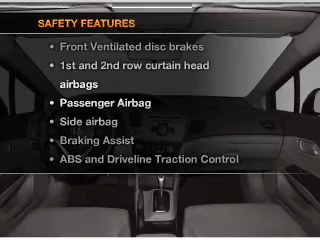 SAFETY FEATURES
• Front Ventilated disc brakes
• 1st and 2nd row curtain head
airbags
• Passenger Airbag
• Side airbag
• Braking Assist
• ABS and Driveline Traction Control